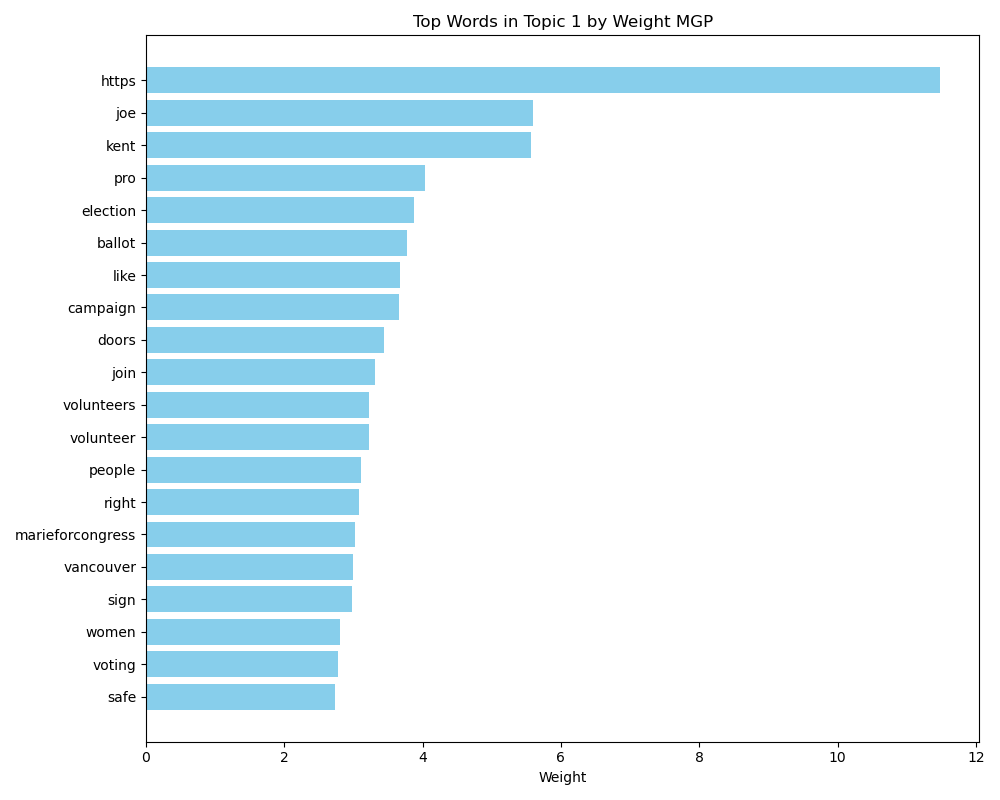 Top Words in Topic 1 by Weight MGP
https
joe
kent
pro
election
ballot
like
campaign
doors
join
volunteers
volunteer
people
right
marieforcongress
vancouver
sign
women
voting
safe
0 2 4 6 8 10 12
Weight